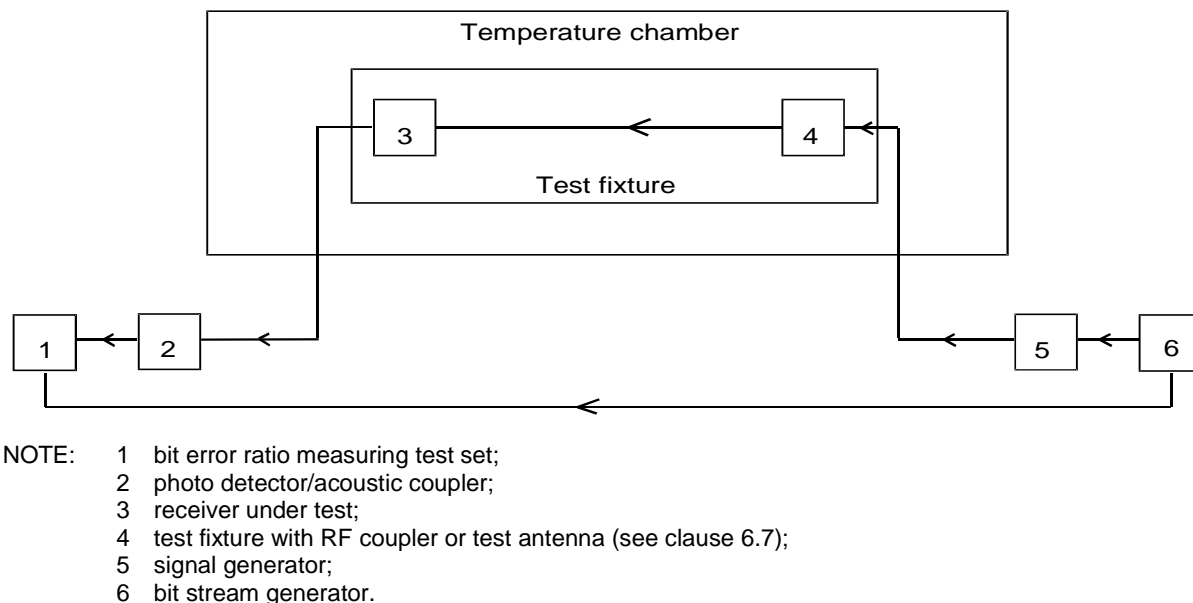 Temperature chamber
3
4
Test fixture
1
2
5
6
NOTE: 1 bit error ratio measuring test set;
2 photo detector/acoustic coupler;
3 receiver under test;
4 test fixture with RF coupler or test antenna (see clause 6.7);
5 signal generator;
6 bit stream generator.